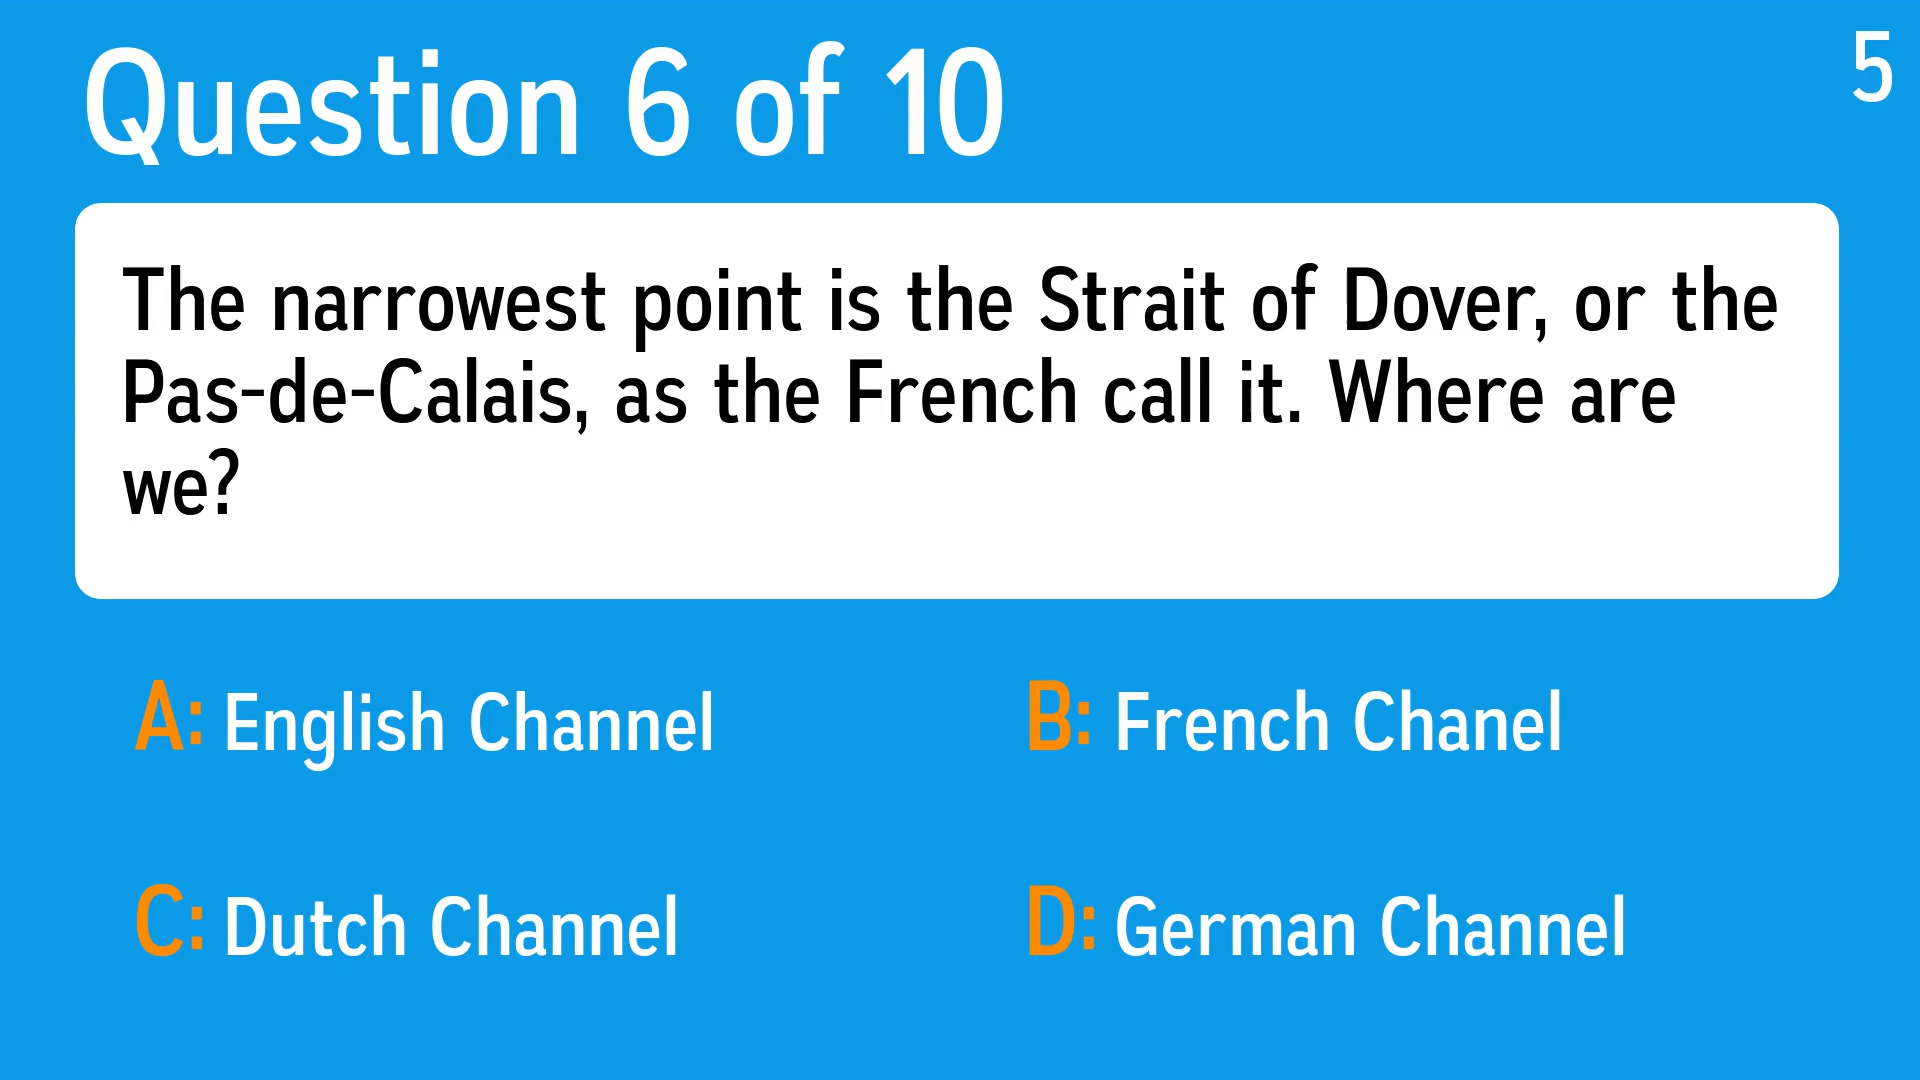 Question 6 of 10
5
The narrowest point is the Strait of Dover, or the
Pas-de-Calais, as the French call it. Where are
we?
A: English Channel
B: French Chanel
C: Dutch Channel
D: German Channel